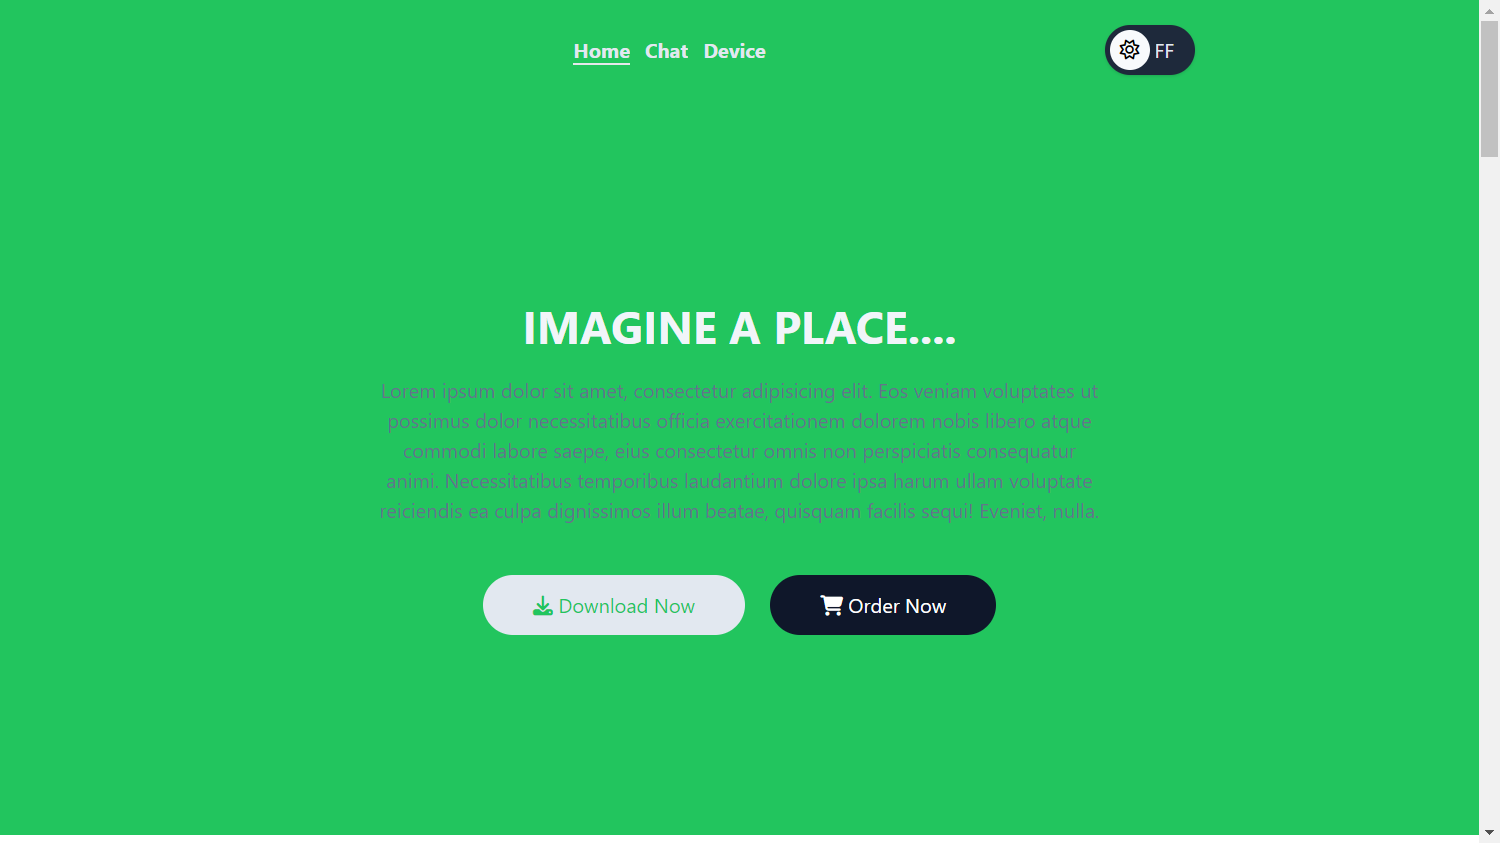 Home Chat Device
FF
IMAGINE A PLACE....
Lorem ipsum dolor sit amet, consectetur adipisicing elit. Eos veniam voluptates ut
possimus dolor necessitatibus officia exercitationem dolorem nobis libero atque
commodi labore saepe, eius consectetur omnis non perspiciatis consequatur
animi. Necessitatibus temporibus laudantium dolore ipsa harum ullam voluptate
reiciendis ea culpa dignissimos illum beatae, quisquam facilis sequi! Eveniet, nulla.
Download Now
Order Now